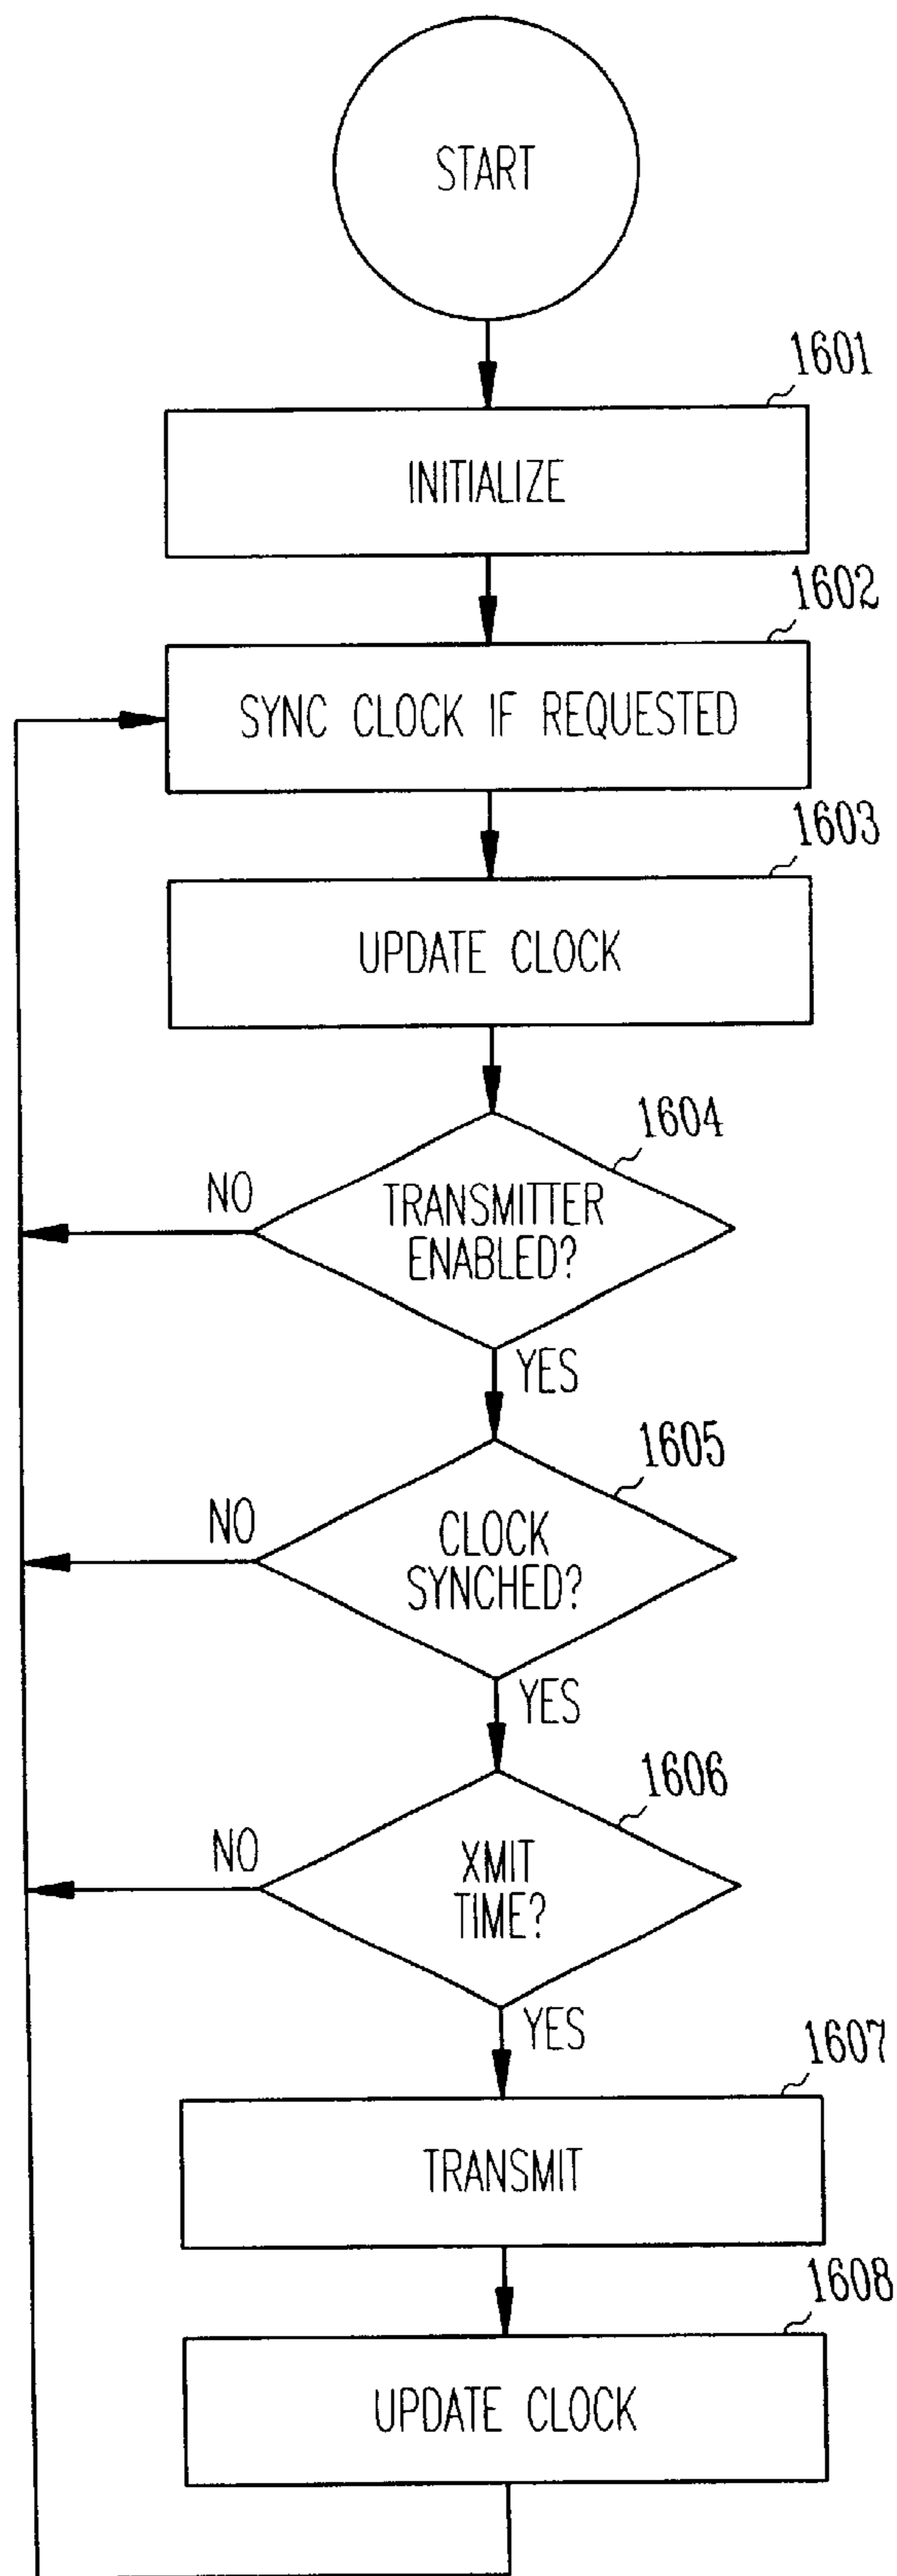 START
1601
INITIALIZE
1602
SYNC CLOCK IF REQUESTED
1603
UPDATE CLOCK
1604
NO
TRANSMITTER
ENABLED?
YES
1605
NO
CLOCK
SYNCHED?
YES
1606
NO
XMIT
TIME?
YES
1607
TRANSMIT
1608
UPDATE CLOCK